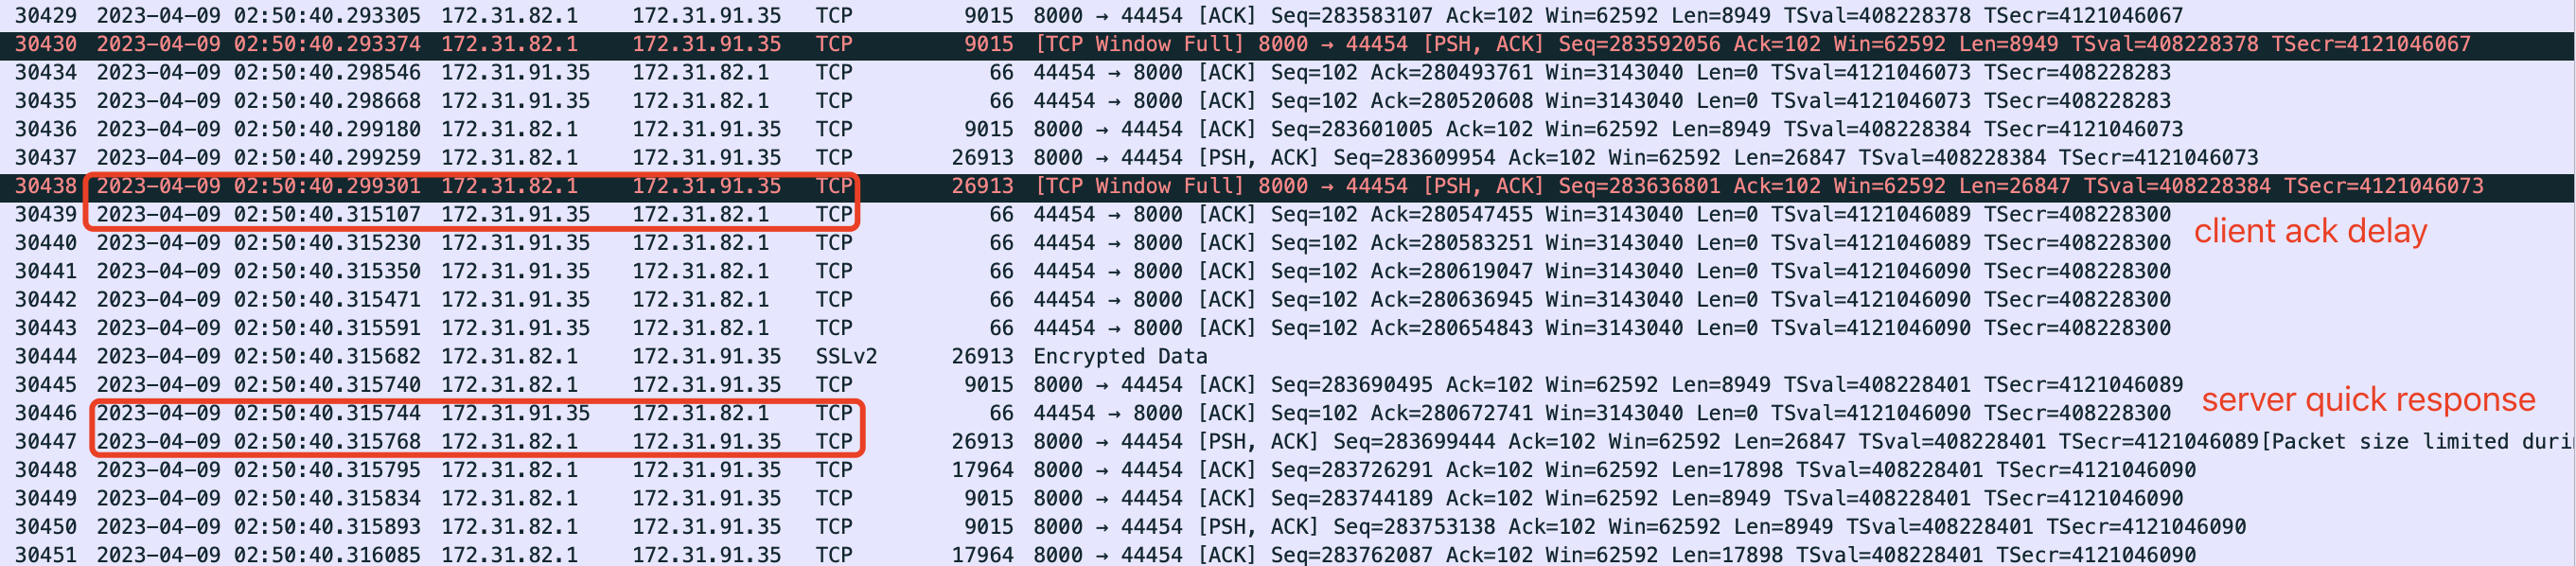 30429 2023-04-09 02:50:40.293305 172.31.82.1 172.31.91.35 TCP 9015 8000 → 44454 [ACK] Seq=283583107 Ack=102 Win=62592 Len=8949 TSval=408228378 TSecr=4121046067
30430 2023-04-09 02:50:40.293374 172.31.82.1 172.31.91.35 TCP 9015 [TCP Window Full] 8000 → 44454 [PSH, ACK] Seq=283592056 Ack=102 Win=62592 Len=8949 TSval=408228378 TSecr=4121046067
30434 2023-04-09 02:50:40.298546 172.31.91.35 172.31.82.1 TCP 66 44454 → 8000 [ACK] Seq=102 Ack=280493761 Win=3143040 Len=0 TSval=4121046073 TSecr=408228283
30435 2023-04-09 02:50:40.298668 172.31.91.35 172.31.82.1 TCP 66 44454 → 8000 [ACK] Seq=102 Ack=280520608 Win=3143040 Len=0 TSval=4121046073 TSecr=408228283
30436 2023-04-09 02:50:40.299180 172.31.82.1 172.31.91.35 TCP 9015 8000 → 44454 [ACK] Seq=283601005 Ack=102 Win=62592 Len=8949 TSval=408228384 TSecr=4121046073
30437 2023-04-09 02:50:40.299259 172.31.82.1 172.31.91.35 TCP 26913 8000 → 44454 [PSH, ACK] Seq=283609954 Ack=102 Win=62592 Len=26847 TSval=408228384 TSecr=4121046073
30438 2023-04-09 02:50:40.299301 172.31.82.1 172.31.91.35 TCP 26913 [TCP Window Full] 8000 → 44454 [PSH, ACK] Seq=283636801 Ack=102 Win=62592 Len=26847 TSval=408228384 TSecr=4121046073
30439 2023-04-09 02:50:40.315107 172.31.91.35 172.31.82.1 TCP 66 44454 → 8000 [ACK] Seq=102 Ack=280547455 Win=3143040 Len=0 TSval=4121046089 TSecr=408228300
client ack delay
30440 2023-04-09 02:50:40.315230 172.31.91.35 172.31.82.1 TCP 66 44454 → 8000 [ACK] Seq=102 Ack=280583251 Win=3143040 Len=0 TSval=4121046089 TSecr=408228300
30441 2023-04-09 02:50:40.315350 172.31.91.35 172.31.82.1 TCP 66 44454 → 8000 [ACK] Seq=102 Ack=280619047 Win=3143040 Len=0 TSval=4121046090 TSecr=408228300
30442 2023-04-09 02:50:40.315471 172.31.91.35 172.31.82.1 TCP 66 44454 → 8000 [ACK] Seq=102 Ack=280636945 Win=3143040 Len=0 TSval=4121046090 TSecr=408228300
30443 2023-04-09 02:50:40.315591 172.31.91.35 172.31.82.1 TCP 66 44454 → 8000 [ACK] Seq=102 Ack=280654843 Win=3143040 Len=0 TSval=4121046090 TSecr=408228300
30444 2023-04-09 02:50:40.315682 172.31.82.1 172.31.91.35 SSLv2 26913 Encrypted Data
30445 2023-04-09 02:50:40.315740 172.31.82.1 172.31.91.35 TCP 9015 8000 → 44454 [ACK] Seq=283690495 Ack=102 Win=62592 Len=8949 TSval=408228401 TSecr=4121046089
30446 2023-04-09 02:50:40.315744 172.31.91.35 172.31.82.1 TCP 66 44454 → 8000 [ACK] Seq=102 Ack=280672741 Win=3143040 Len=0 TSval=4121046090 TSecr=408228300
server quick response
30447 2023-04-09 02:50:40.315768 172.31.82.1 172.31.91.35 TCP 26913 8000 → 44454 [PSH, ACK] Seq=283699444 Ack=102 Win=62592 Len=26847 TSval=408228401 TSecr=4121046089[Packet size limited duri
30448 2023-04-09 02:50:40.315795 172.31.82.1 172.31.91.35 TCP 17964 8000 → 44454 [ACK] Seq=283726291 Ack=102 Win=62592 Len=17898 TSval=408228401 TSecr=4121046090
30449 2023-04-09 02:50:40.315834 172.31.82.1 172.31.91.35 TCP 9015 8000 → 44454 [ACK] Seq=283744189 Ack=102 Win=62592 Len=8949 TSval=408228401 TSecr=4121046090
30450 2023-04-09 02:50:40.315893 172.31.82.1 172.31.91.35 TCP 9015 8000 → 44454 [PSH, ACK] Seq=283753138 Ack=102 Win=62592 Len=8949 TSval=408228401 TSecr=4121046090
30451 2023-04-09 02:50:40.316085 172.31.82.1 172.31.91.35 TCP 17964 8000 → 44454 [ACK] Seq=283762087 Ack=102 Win=62592 Len=17898 TSval=408228401 TSecr=4121046090